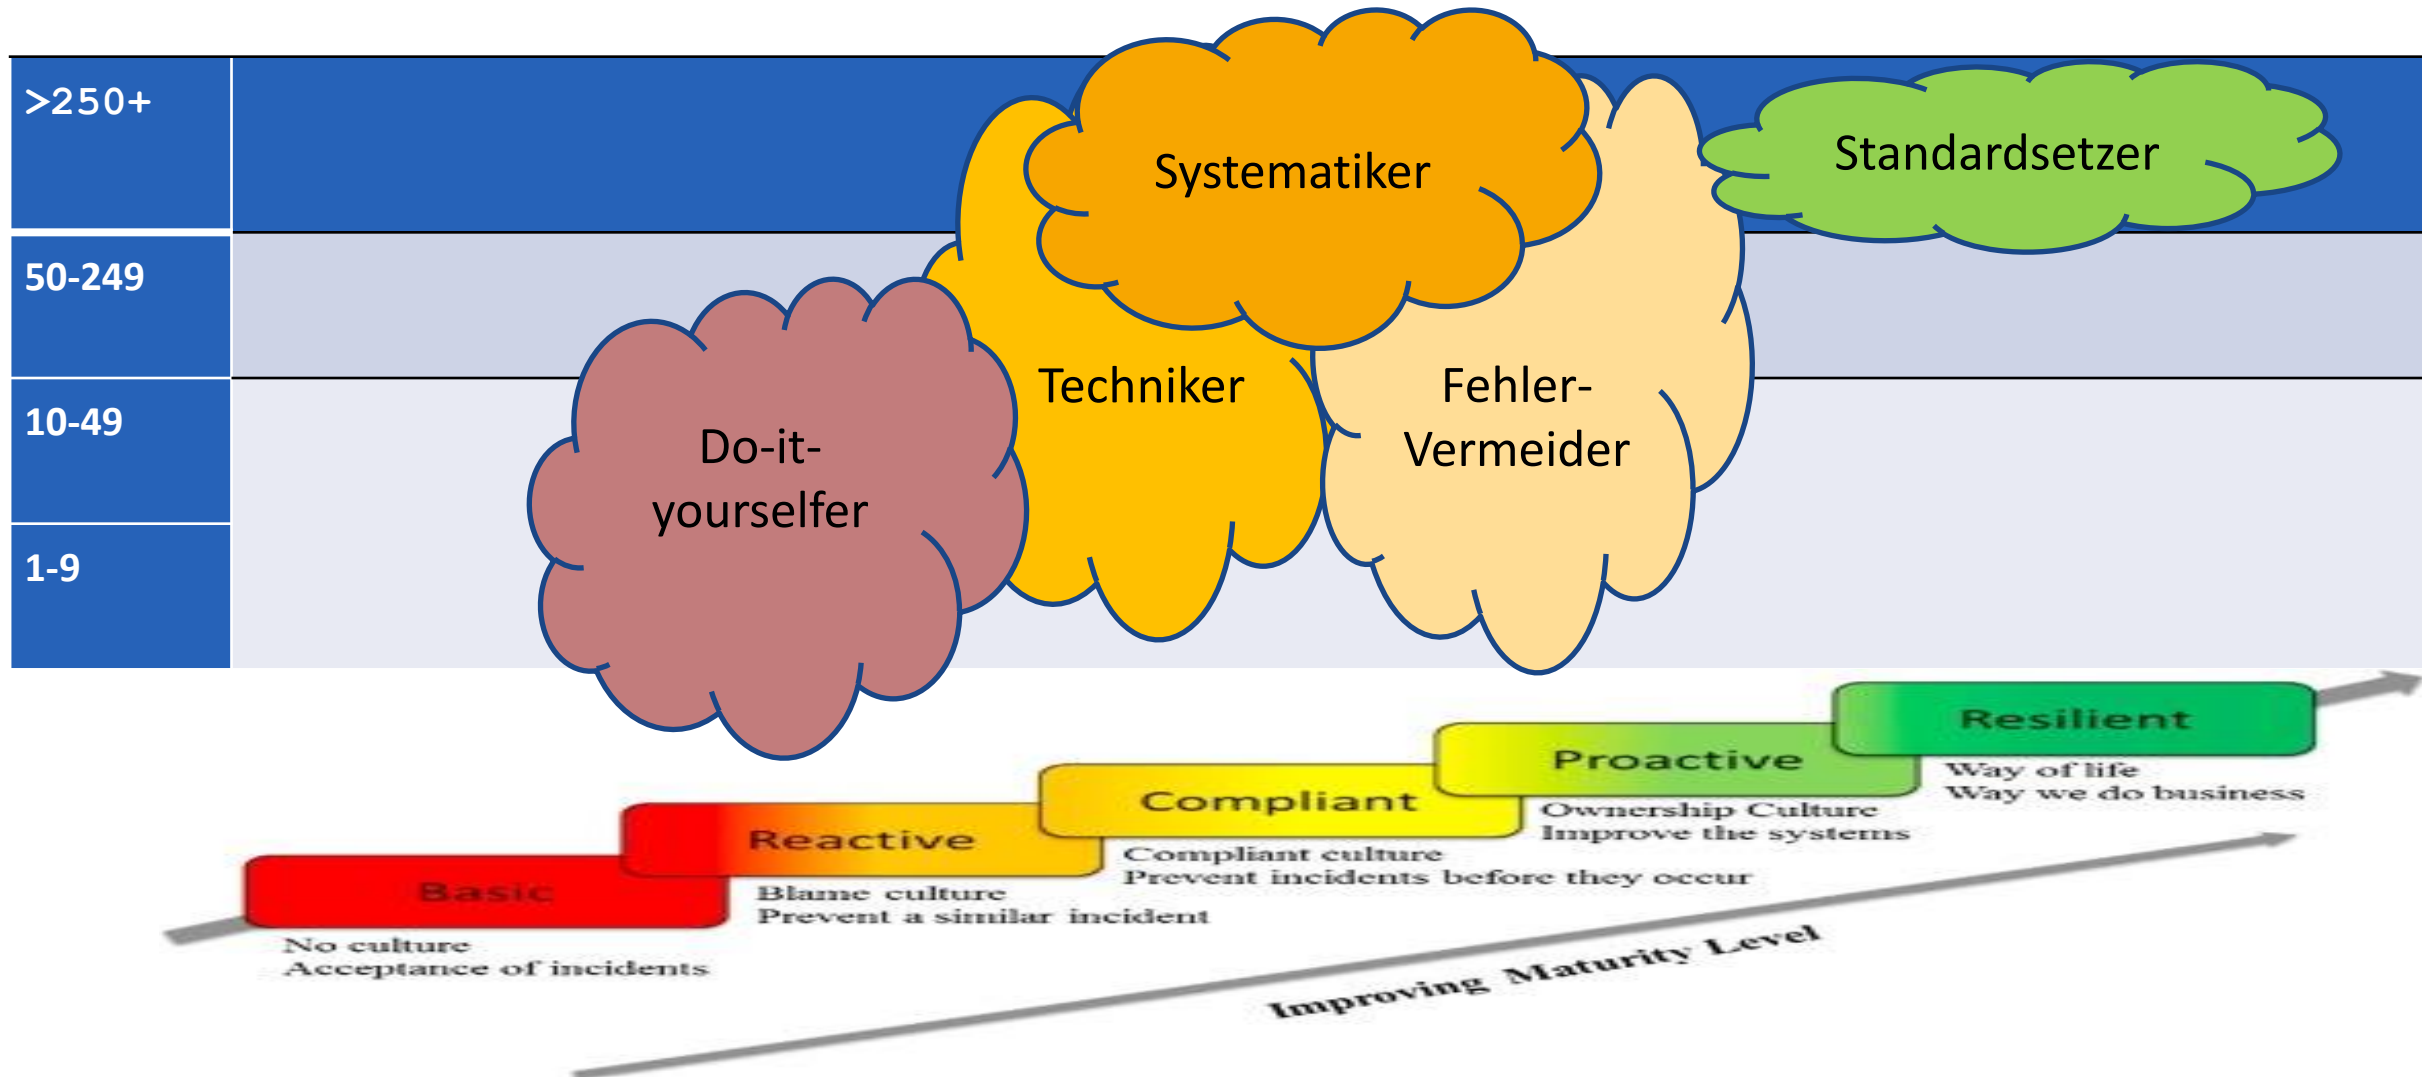 >250+
Systematiker
Standardsetzer
50-249
Techniker
Fehler-
Vermeider
10-49
Do-it-
yourselfer
1-9
Resilient
Way of life
Way we do business
Proactive
Ownership Culture
Improve the systems
Compliant
Compliant culture
Prevent incidents before they occur
Reactive
Blame culture
Prevent a similar incident
Basic
No culture
Acceptance of incidents
Improving Maturity Level